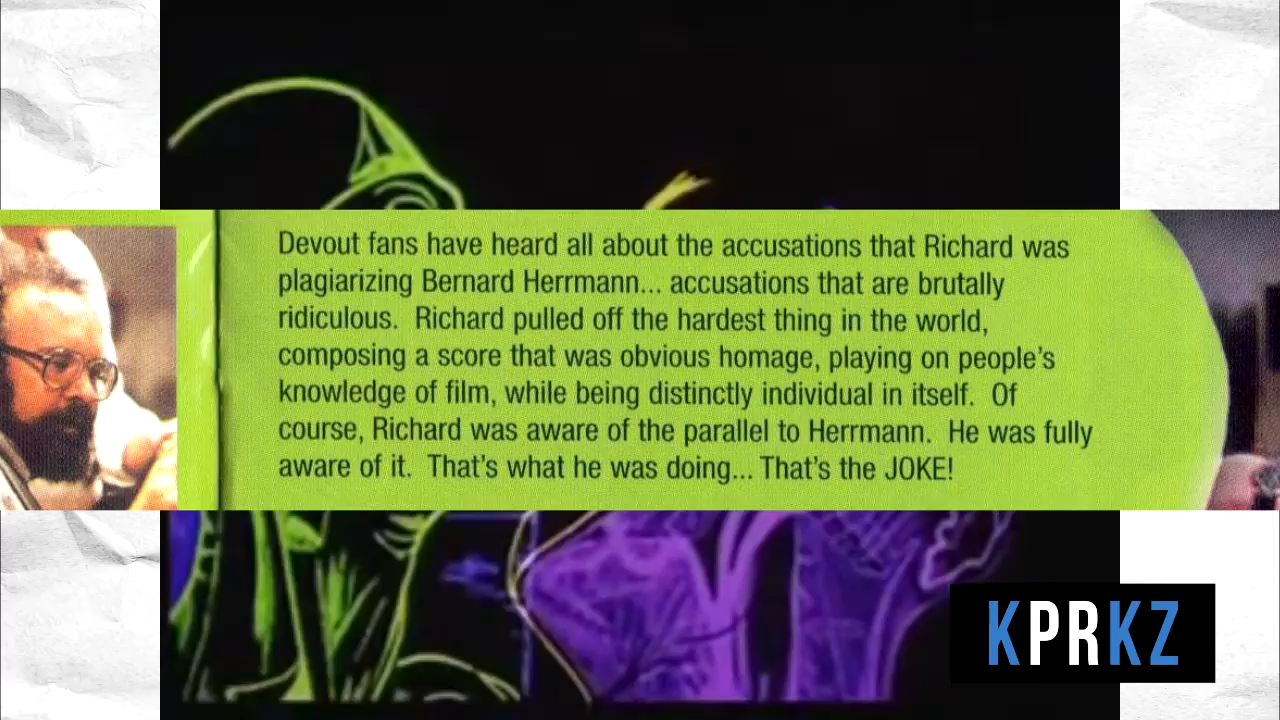 Devout fans have heard all about the accusations that Richard was
plagiarizing Bernard Herrmann... accusations that are brutally
ridiculous.  Richard pulled off the hardest thing in the world,
composing a score that was obvious homage, playing on people's
knowledge of film, while being distinctly individual in itself.  Of
course, Richard was aware of the parallel to Herrmann.  He was fully
aware of it.  That's what he was doing... That's the JOKE!
KPRKZ